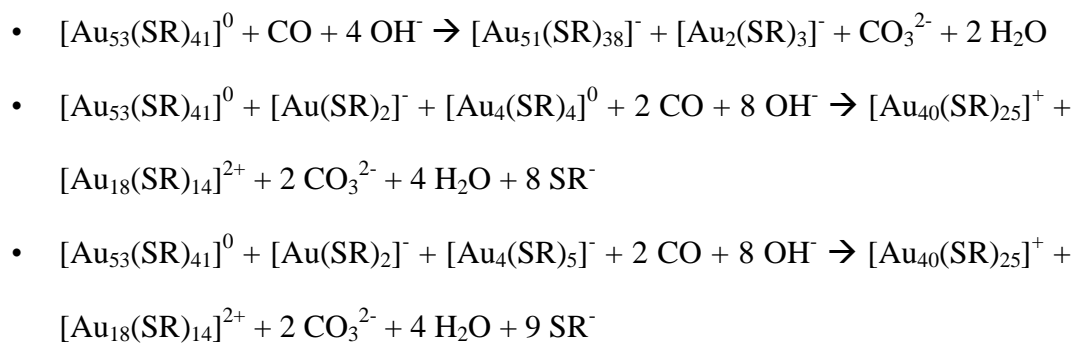 • [Au₅₃(SR)₄₁]⁰ + CO + 4 OH⁻ → [Au₅₁(SR)₃₈]⁻ + [Au₂(SR)₃]⁻ + CO₃²⁻ + 2 H₂O
• [Au₅₃(SR)₄₁]⁰ + [Au(SR)₂]⁻ + [Au₄(SR)₄]⁰ + 2 CO + 8 OH⁻ → [Au₄₀(SR)₂₅]⁺ +
[Au₁₈(SR)₁₄]²⁺ + 2 CO₃²⁻ + 4 H₂O + 8 SR⁻
• [Au₅₃(SR)₄₁]⁰ + [Au(SR)₂]⁻ + [Au₄(SR)₅]⁻ + 2 CO + 8 OH⁻ → [Au₄₀(SR)₂₅]⁺ +
[Au₁₈(SR)₁₄]²⁺ + 2 CO₃²⁻ + 4 H₂O + 9 SR⁻